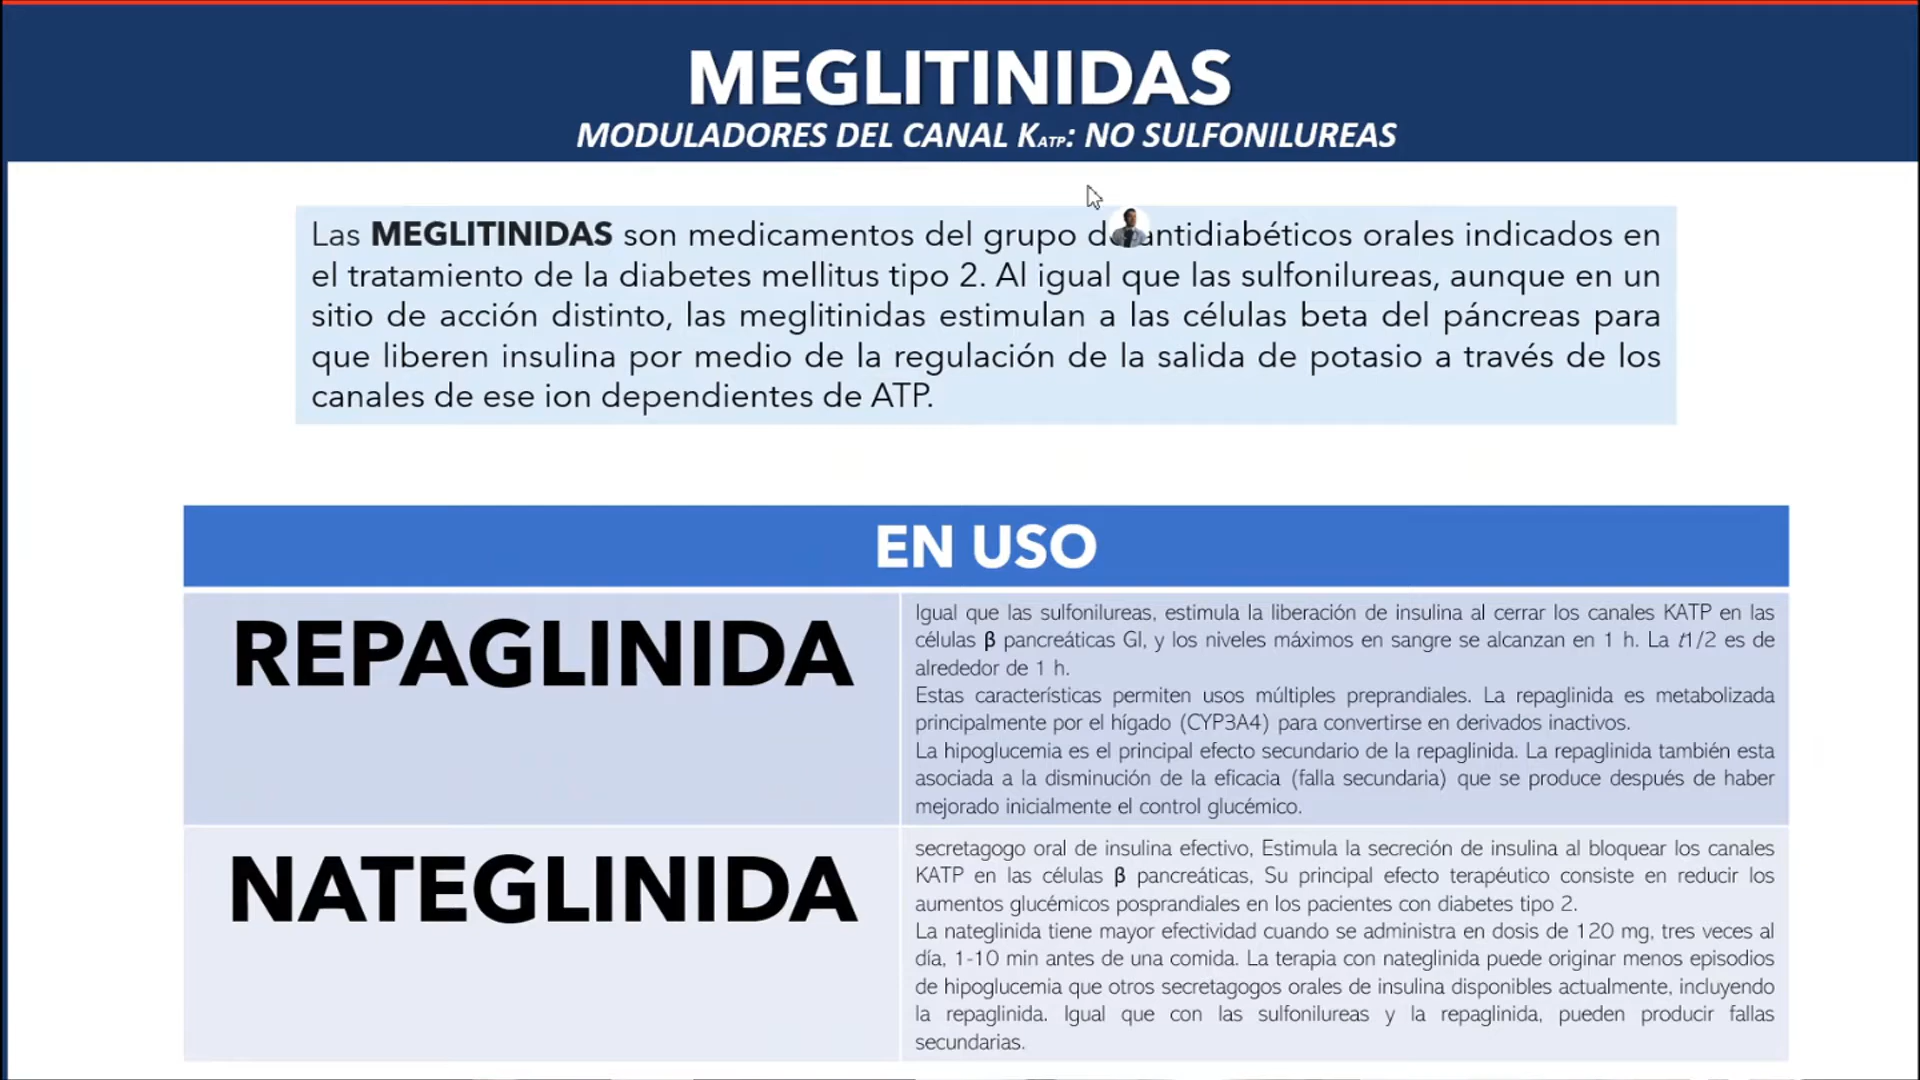 MEGLITINIDAS
MODULADORES DEL CANAL KATP: NO SULFONILUREAS
Las MEGLITINIDAS son medicamentos del grupo antidiabéticos orales indicados en
el tratamiento de la diabetes mellitus tipo 2. Al igual que las sulfonilureas, aunque en un
sitio de acción distinto, las meglitinidas estimulan a las células beta del páncreas para
que liberen insulina por medio de la regulación de la salida de potasio a través de los
canales de ese ion dependientes de ATP.
EN USO
REPAGLINIDA
Igual que las sulfonilureas, estimula la liberación de insulina al cerrar los canales KATP en las
células β pancreáticas GI, y los niveles máximos en sangre se alcanzan en 1 h. La t1/2 es de
alrededor de 1 h.
Estas características permiten usos múltiples preprandiales. La repaglinida es metabolizada
principalmente por el hígado (CYP3A4) para convertirse en derivados inactivos.
La hipoglucemia es el principal efecto secundario de la repaglinida. La repaglinida también esta
asociada a la disminución de la eficacia (falla secundaria) que se produce después de haber
mejorado inicialmente el control glucémico.
NATEGLINIDA
secretagogo oral de insulina efectivo, Estimula la secreción de insulina al bloquear los canales
KATP en las células β pancreáticas, Su principal efecto terapéutico consiste en reducir los
aumentos glucémicos posprandiales en los pacientes con diabetes tipo 2.
La nateglinida tiene mayor efectividad cuando se administra en dosis de 120 mg, tres veces al
día, 1-10 min antes de una comida. La terapia con nateglinida puede originar menos episodios
de hipoglucemia que otros secretagogos orales de insulina disponibles actualmente, incluyendo
la repaglinida. Igual que con las sulfonilureas y la repaglinida, pueden producir fallas
secundarias.